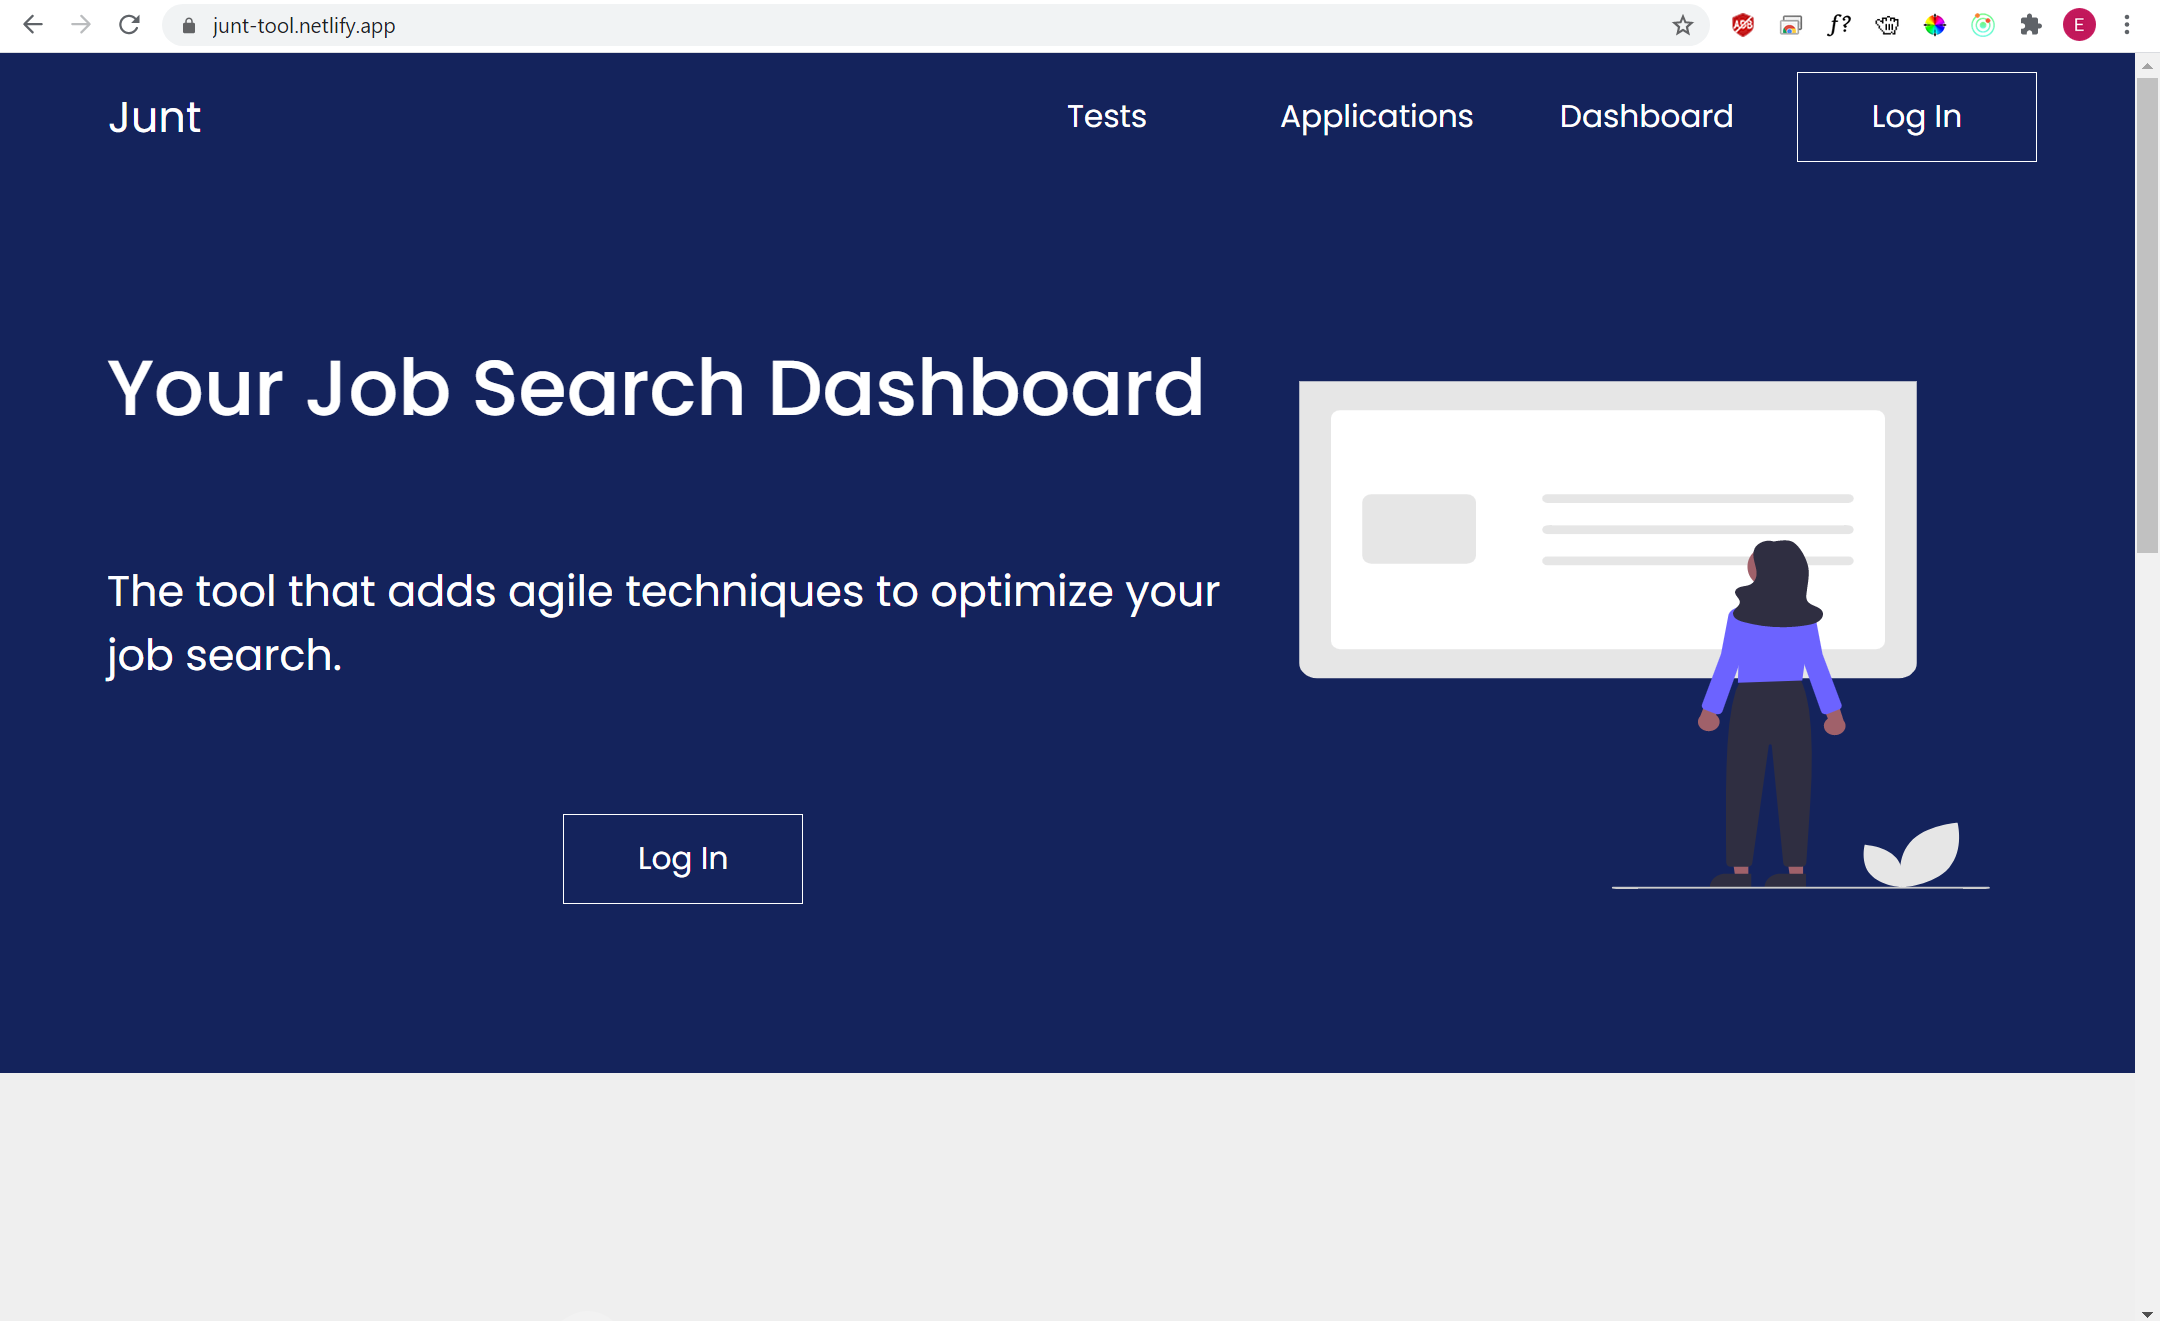 junt-tool.netlify.app
ABP
f?
E
Junt
Tests
Applications
Dashboard
Log In
Your Job Search Dashboard
The tool that adds agile techniques to optimize your
job search.
Log In